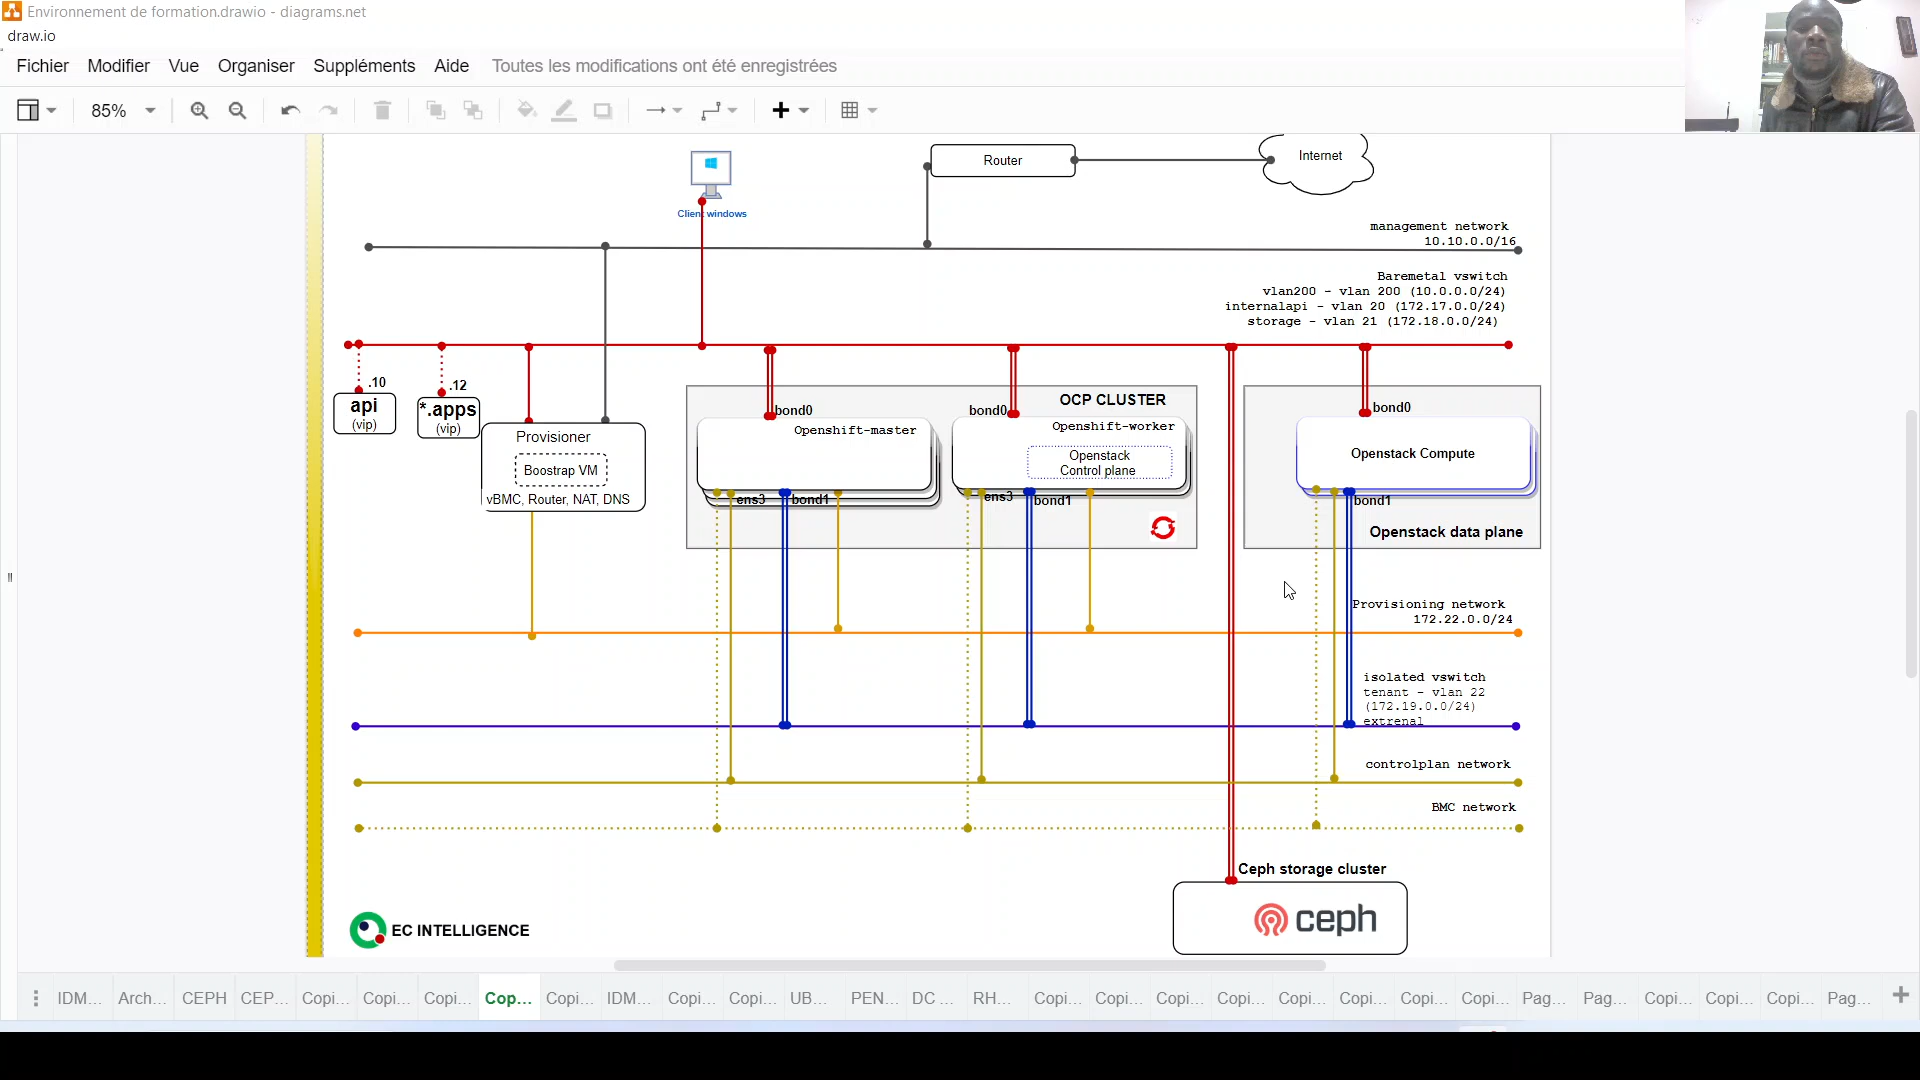 Environnement de formation.drawio - diagrams.net
draw.io
Fichier Modifier Vue Organiser Suppléments Aide Toutes les modifications ont été enregistrées
85%
Router
Internet
Client windows
management network
10.10.0.0/16
Baremetal vswitch
vlan200 - vlan 200 (10.0.0.0/24)
internalapi - vlan 20 (172.17.0.0/24)
storage - vlan 21 (172.18.0.0/24)
.10
api
(vip)
.12
*.apps
(vip)
Provisioner
Boostrap VM
vBMC, Router, NAT, DNS
bond0
Openshift-master
ens3
bond1
bond0
OCP CLUSTER
Openshift-worker
Openstack
Control plane
ens3
bond1
bond0
Openstack Compute
bond1
Openstack data plane
Provisioning network
172.22.0.0/24
isolated vswitch
tenant - vlan 22
(172.19.0.0/24)
extrenal
controlplan network
BMC network
Ceph storage cluster
ceph
EC INTELLIGENCE
IDM... Arch... CEPH CEP... Copi... Copi... Copi... Cop... Copi... IDM... Copi... Copi... UB... PEN... DC ... RH... Copi... Copi... Copi... Copi... Copi... Copi... Copi... Copi... Pag... Pag... Copi... Copi... Copi... Pag...